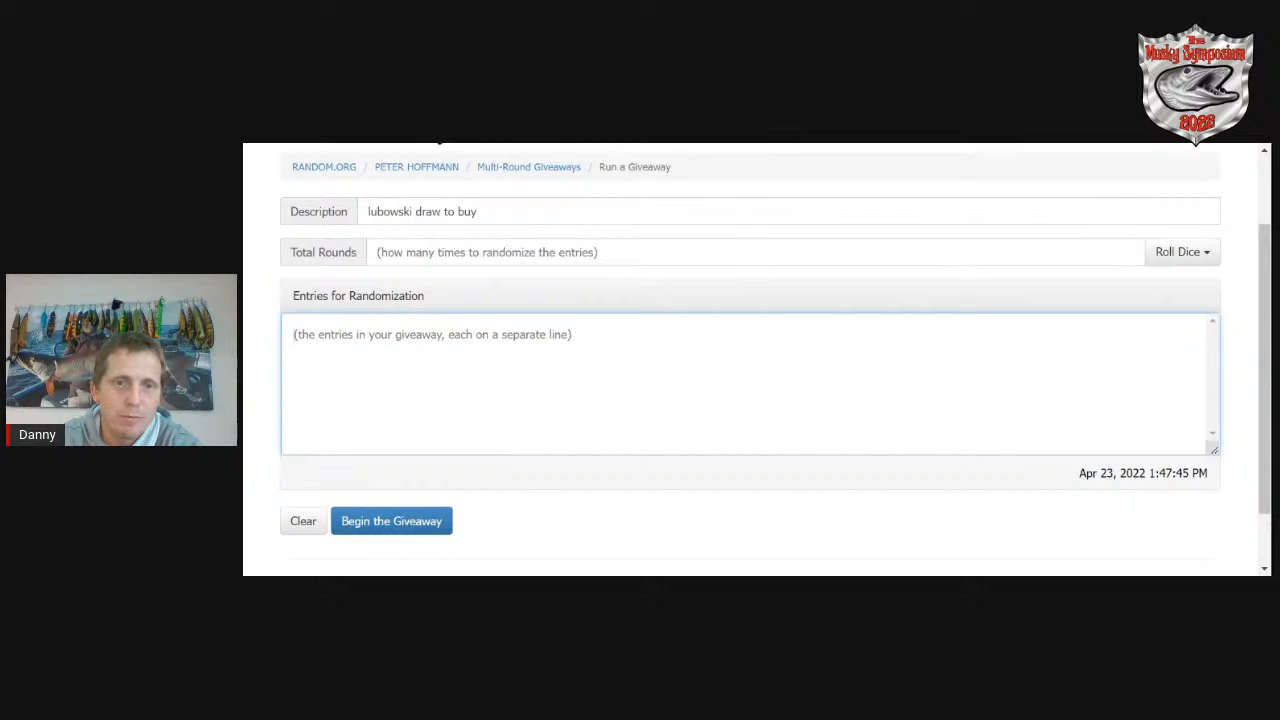 The
Musky Symposium
2022
RANDOM.ORG / PETER HOFFMANN / Multi-Round Giveaways / Run a Giveaway
Description lubowski draw to buy
Total Rounds (how many times to randomize the entries) Roll Dice
Entries for Randomization
(the entries in your giveaway, each on a separate line)
Danny
Apr 23, 2022 1:47:45 PM
Clear Begin the Giveaway